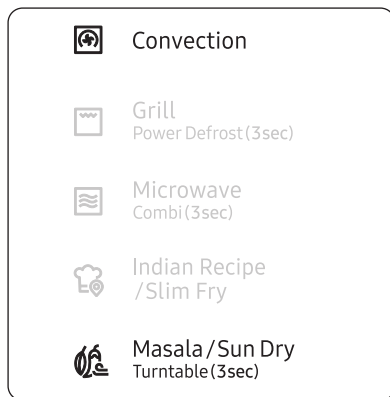 Convection
Grill
Power Defrost(3sec)
Microwave
Combi(3sec)
Indian Recipe
/Slim Fry
Masala/Sun Dry
Turntable(3sec)